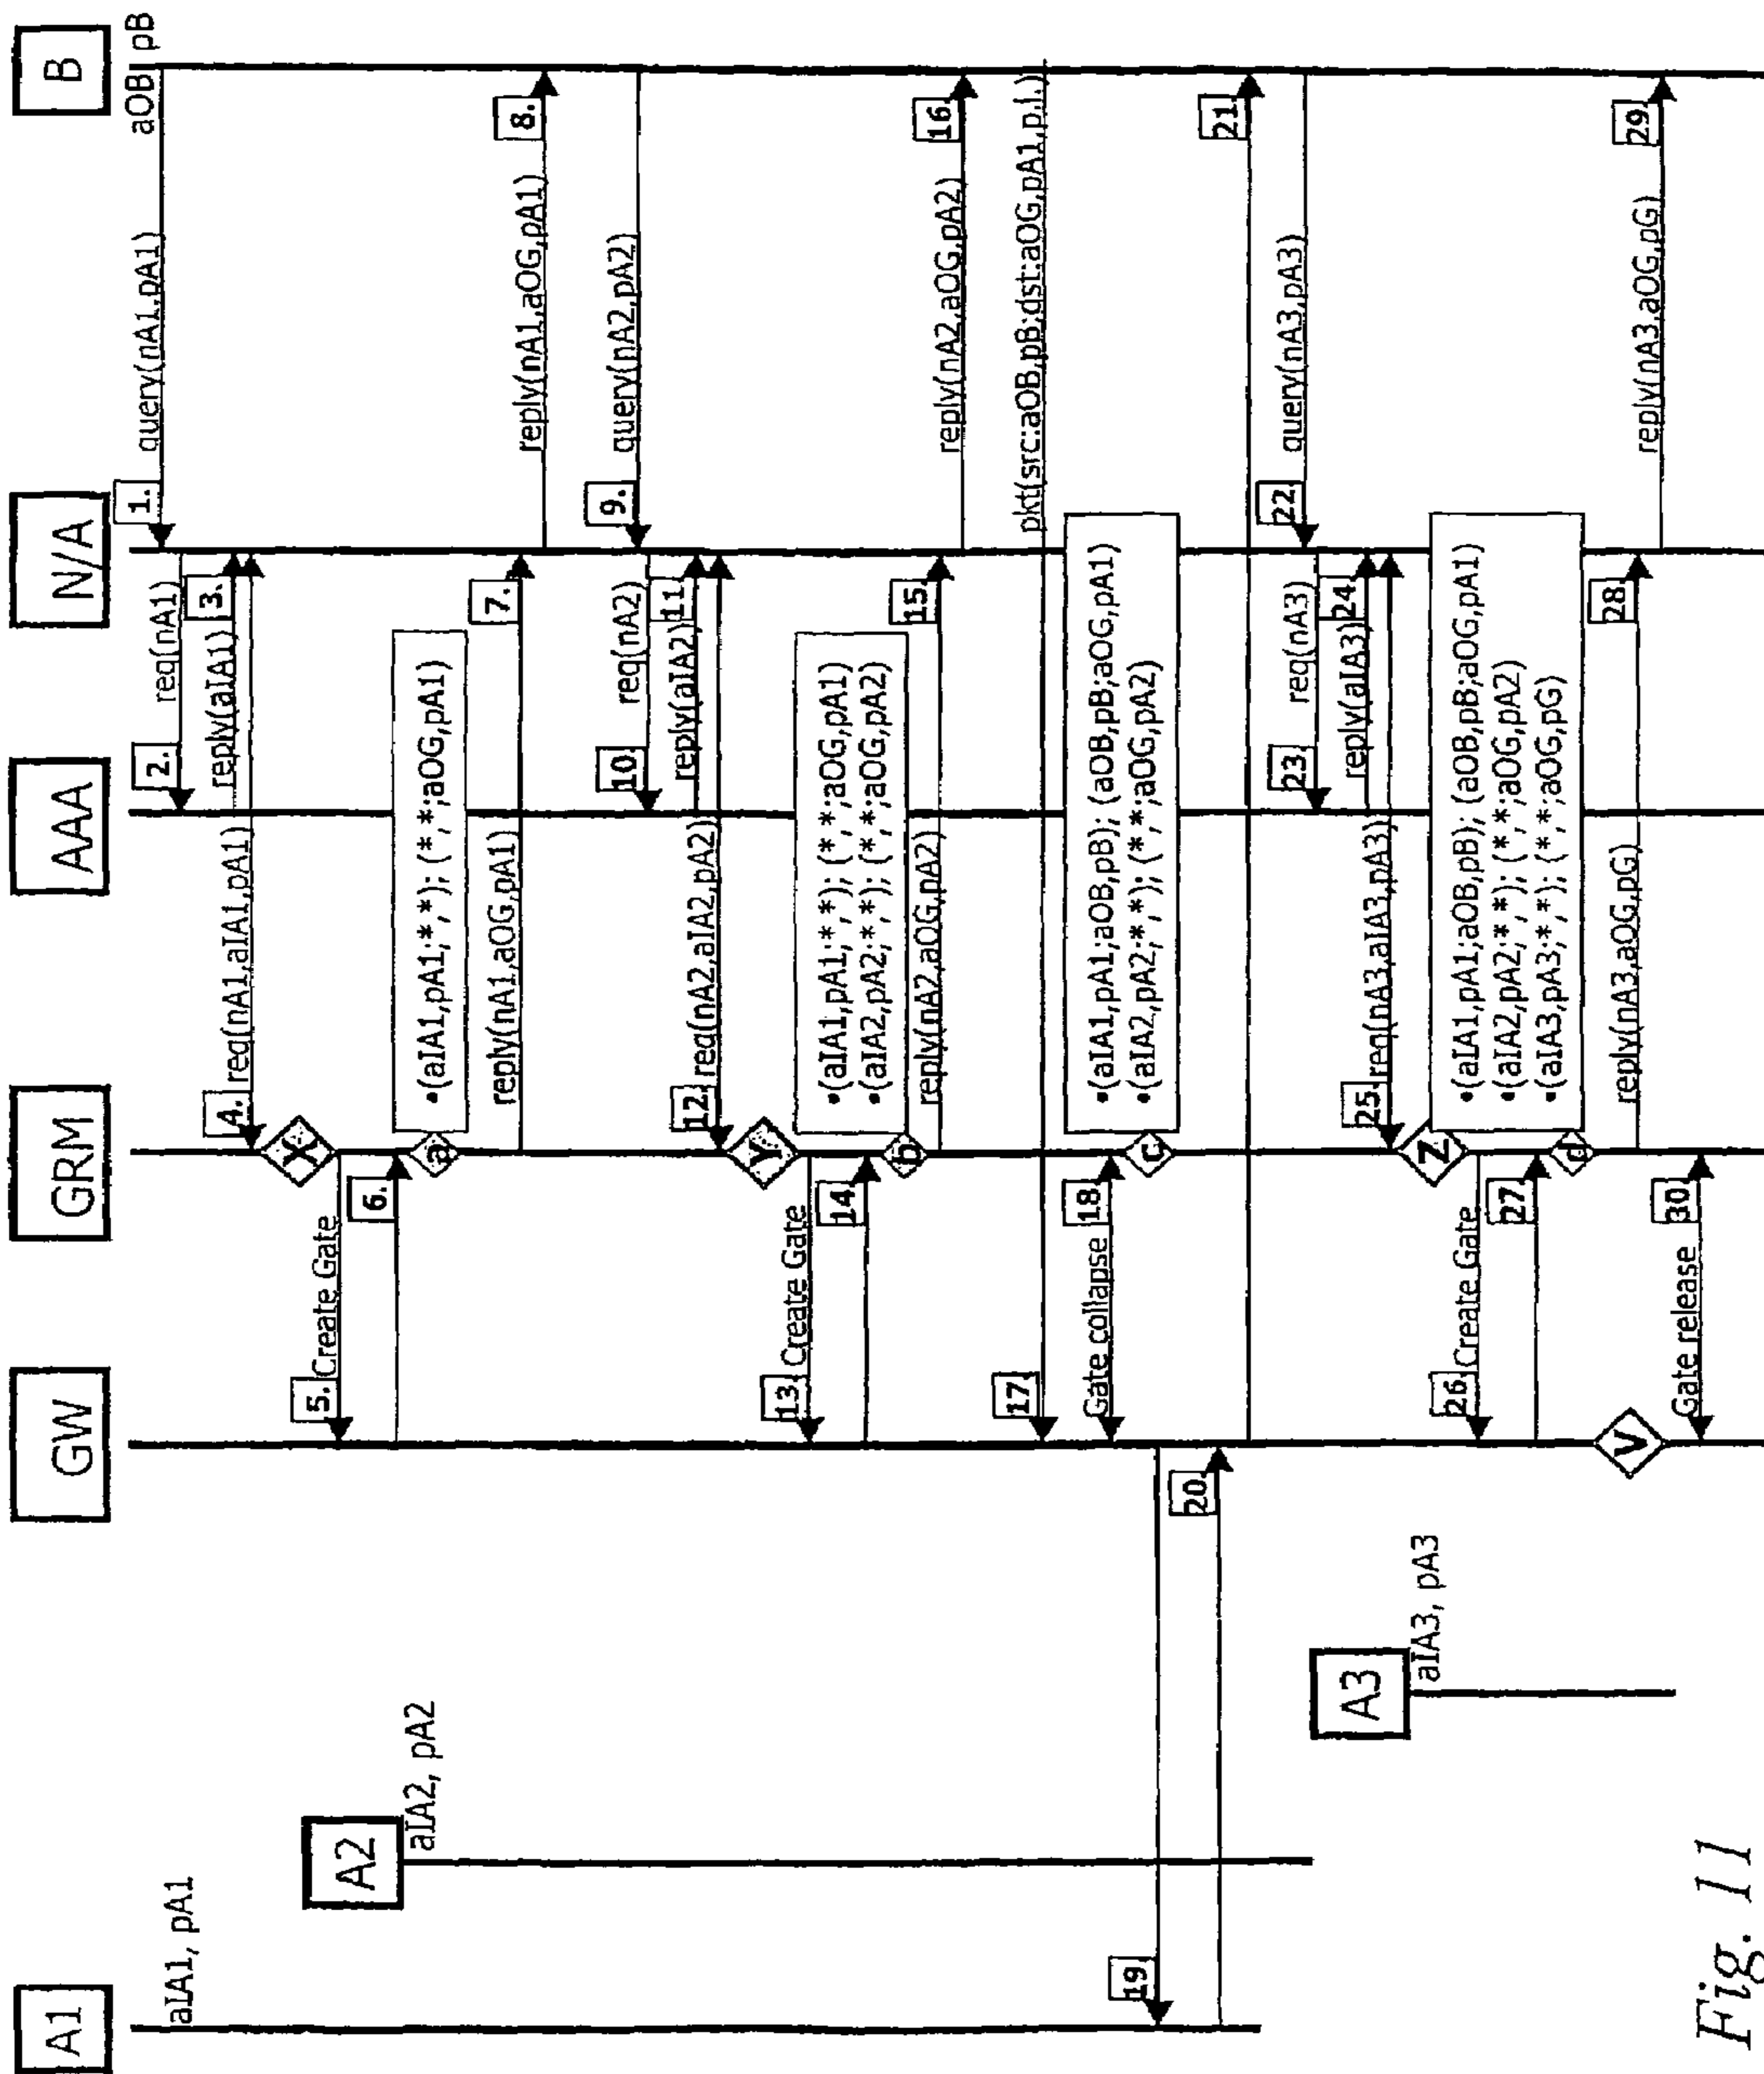 A1
A2
A3
GW
GRM
AAA
N/A
B
aIA1, pA1
aIA2, pA2
aIA3, pA3
aOB, pB
1. query(nA1,pA1)
2. req(nA1)
3. reply(aIA1)
4. req(nA1,aIA1,pA1)
X
5. Create Gate
6.
a
•(aIA1,pA1;*,*); (*,*;aOG,pA1)
7. reply(nA1,aOG,pA1)
8. reply(nA1,aOG,pA1)
9. query(nA2,pA2)
10. req(nA2)
11. reply(aIA2)
12. req(nA2,aIA2,pA2)
Y
13. Create Gate
14.
b
•(aIA1,pA1;*,*); (*,*;aOG,pA1)
•(aIA2,pA2;*,*); (*,*;aOG,pA2)
15. reply(nA2,aOG,pA2)
16. reply(nA2,aOG,pA2)
17. pkt(src:aOB,pB;dst:aOG,pA1,p.l.)
18. Gate collapse
c
•(aIA1,pA1;aOB,pB); (aOB,pB;aOG,pA1)
•(aIA2,pA2;*,*); (*,*;aOG,pA2)
19.
20.
21.
22. query(nA3,pA3)
23. req(nA3)
24. reply(aIA3)
25. req(nA3,aIA3,pA3)
Z
26. Create Gate
27.
d
•(aIA1,pA1;aOB,pB); (aOB,pB;aOG,pA1)
•(aIA2,pA2;*,*); (*,*;aOG,pA2)
•(aIA3,pA3;*,*); (*,*;aOG,pG)
28. reply(nA3,aOG,pG)
29. reply(nA3,aOG,pG)
V
30. Gate release
Fig. 11